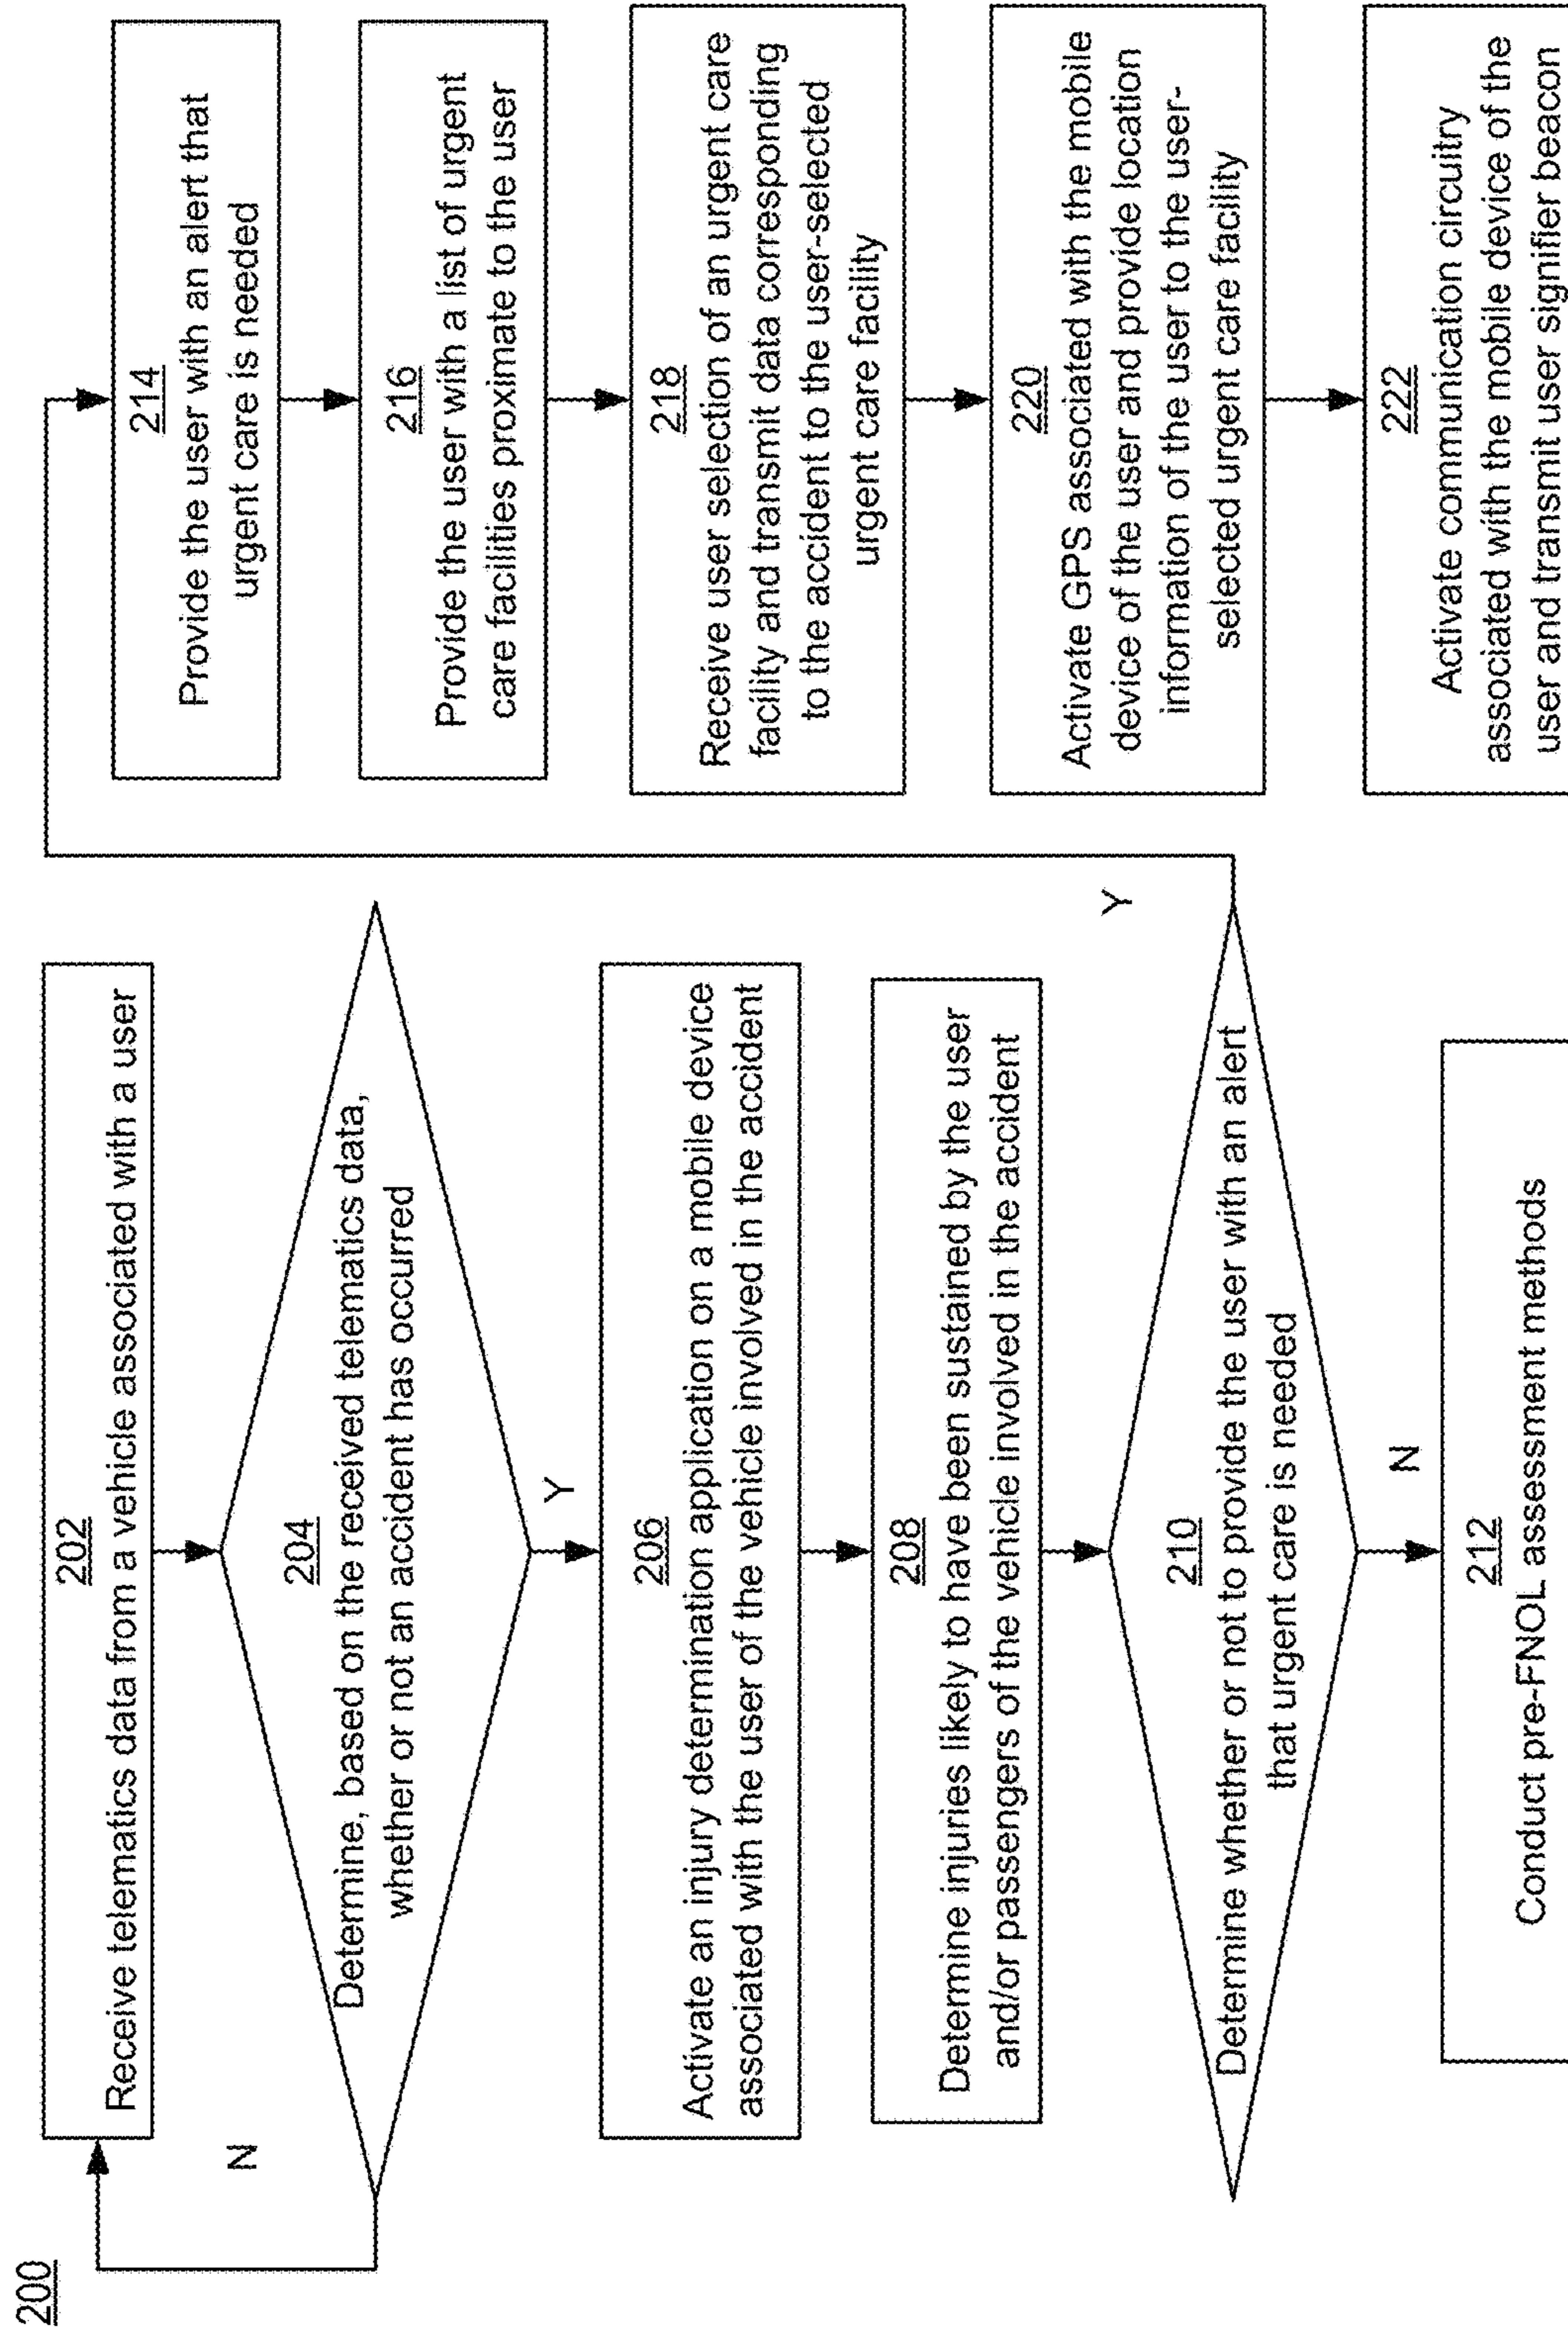 200
202
Receive telematics data from a vehicle associated with a user
N
204
Determine, based on the received telematics data,
whether or not an accident has occurred
Y
206
Activate an injury determination application on a mobile device
associated with the user of the vehicle involved in the accident
208
Determine injuries likely to have been sustained by the user
and/or passengers of the vehicle involved in the accident
210
Determine whether or not to provide the user with an alert
that urgent care is needed
Y
N
212
Conduct pre-FNOL assessment methods
214
Provide the user with an alert that
urgent care is needed
216
Provide the user with a list of urgent
care facilities proximate to the user
218
Receive user selection of an urgent care
facility and transmit data corresponding
to the accident to the user-selected
urgent care facility
220
Activate GPS associated with the mobile
device of the user and provide location
information of the user to the user-
selected urgent care facility
222
Activate communication circuitry
associated with the mobile device of the
user and transmit user signifier beacon